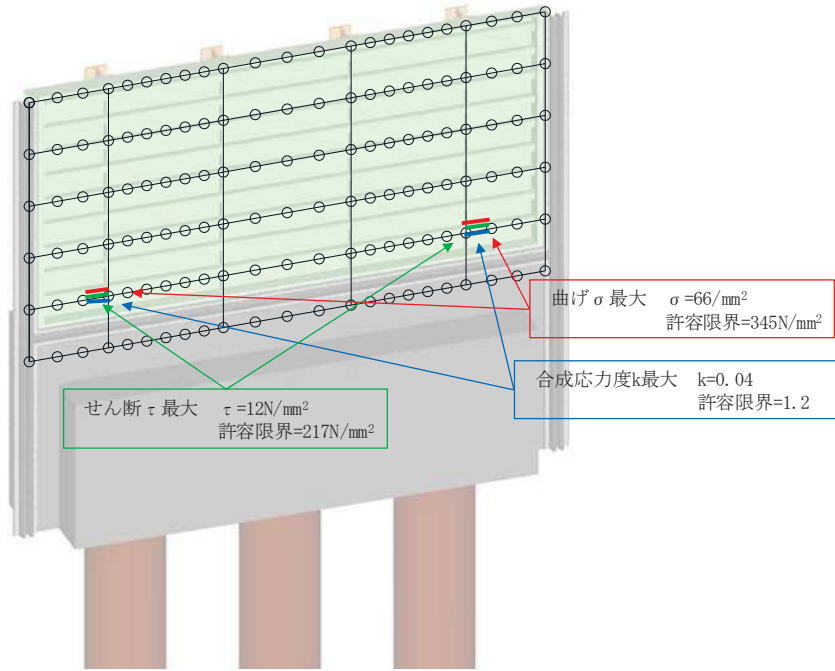 曲げσ最大 σ=66/mm²
許容限界=345N/mm²
合成応力度k最大 k=0.04
許容限界=1.2
せん断τ最大 τ=12N/mm²
許容限界=217N/mm²